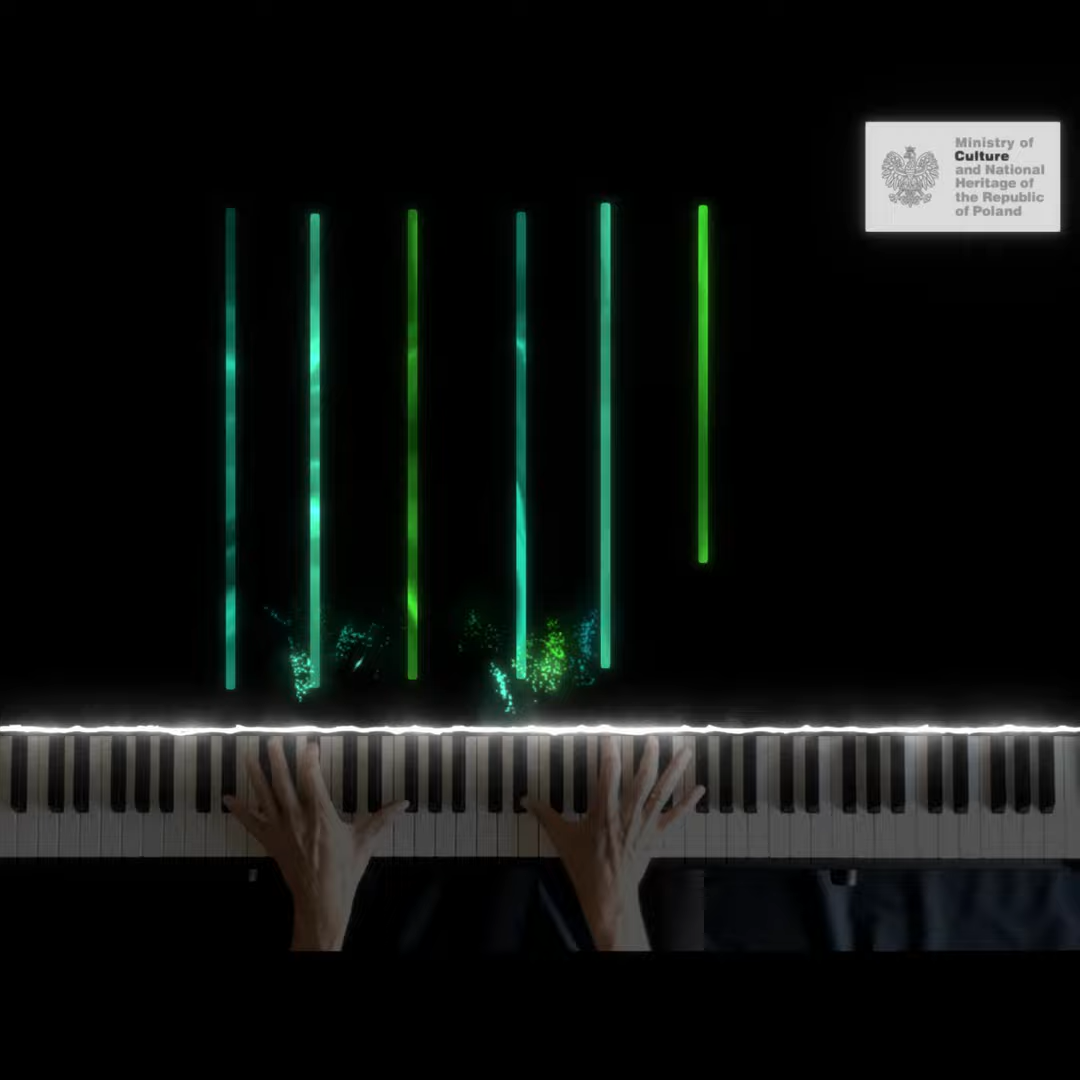 Ministry of
Culture
and National
Heritage of
the Republic
of Poland